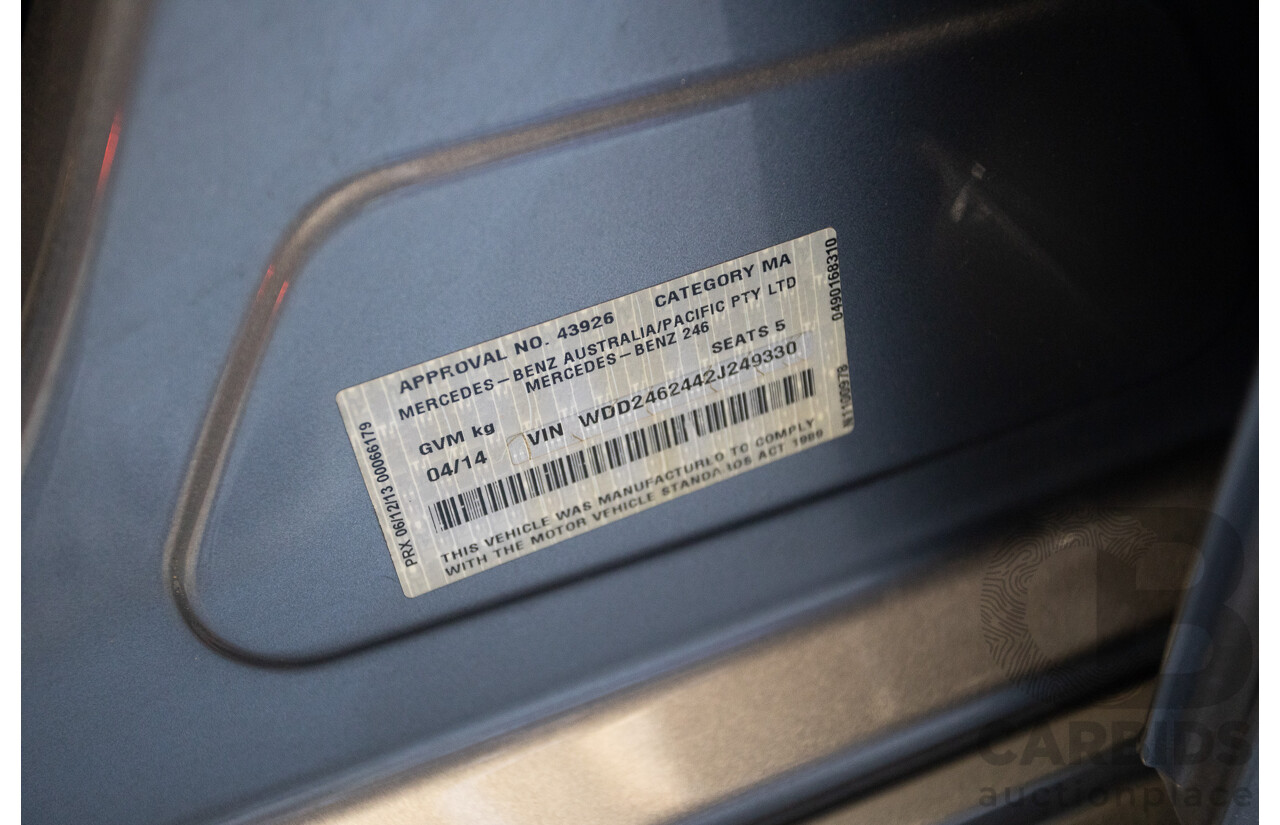 APPROVAL NO. 43926 CATEGORY MA
MERCEDES-BENZ AUSTRALIA/PACIFIC PTY LTD
MERCEDES-BENZ 246
GVM kg SEATS 5
04/14 VIN WDD2462442J249330
THIS VEHICLE WAS MANUFACTURED TO COMPLY
WITH THE MOTOR VEHICLE STANDARDS ACT 1989
PRX 06/12/13 00066179
0490168310
N1100978
CARBIDS
auctionplace